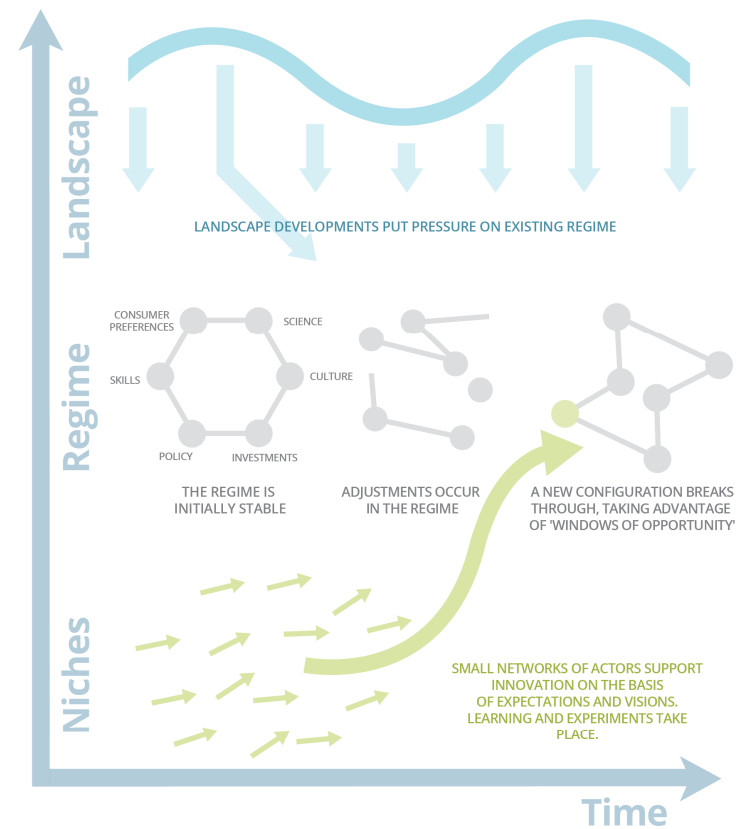 Landscape
LANDSCAPE DEVELOPMENTS PUT PRESSURE ON EXISTING REGIME
Regime
CONSUMER
PREFERENCES
SCIENCE
SKILLS
CULTURE
POLICY
INVESTMENTS
THE REGIME IS
INITIALLY STABLE
ADJUSTMENTS OCCUR
IN THE REGIME
A NEW CONFIGURATION BREAKS
THROUGH, TAKING ADVANTAGE
OF 'WINDOWS OF OPPORTUNITY'
Niches
SMALL NETWORKS OF ACTORS SUPPORT
INNOVATION ON THE BASIS
OF EXPECTATIONS AND VISIONS.
LEARNING AND EXPERIMENTS TAKE
PLACE.
Time